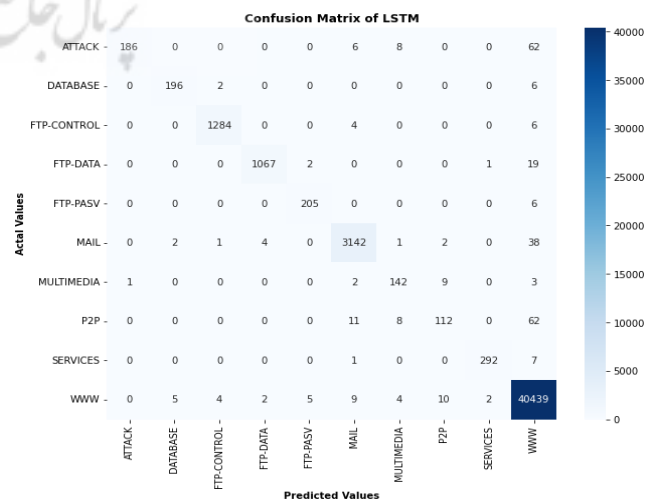 Confusion Matrix of LSTM
ATTACK 186 0 0 0 0 6 8 0 0 62
DATABASE 0 196 2 0 0 0 0 0 0 6
FTP-CONTROL 0 0 1284 0 0 4 0 0 0 6
FTP-DATA 0 0 0 1067 2 0 0 0 1 19
FTP-PASV 0 0 0 0 205 0 0 0 0 6
MAIL 0 2 1 4 0 3142 1 2 0 38
MULTIMEDIA 1 0 0 0 0 2 142 9 0 3
P2P 0 0 0 0 0 11 8 112 0 62
SERVICES 0 0 0 0 0 1 0 0 292 7
WWW 0 5 4 2 5 9 4 10 2 40439
ATTACK DATABASE FTP-CONTROL FTP-DATA FTP-PASV MAIL MULTIMEDIA P2P SERVICES WWW
Predicted Values
Actal Values
40000
35000
30000
25000
20000
15000
10000
5000
0